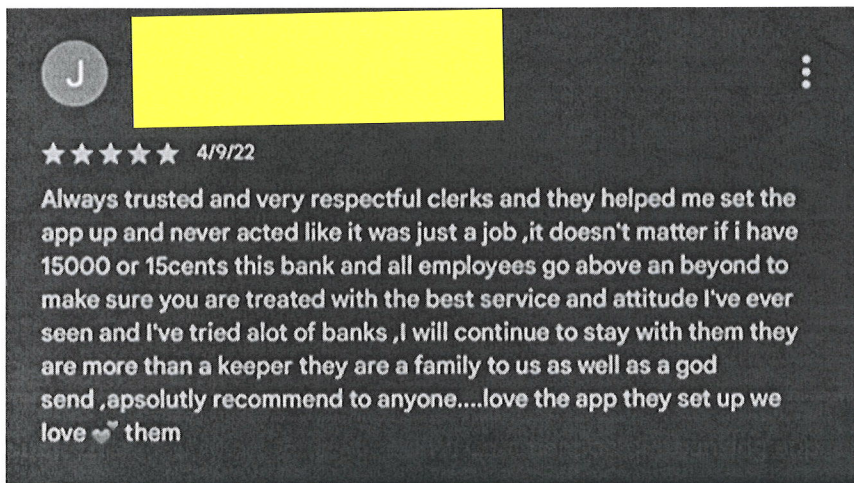 J
4/9/22
Always trusted and very respectful clerks and they helped me set the
app up and never acted like it was just a job ,it doesn't matter if i have
15000 or 15cents this bank and all employees go above an beyond to
make sure you are treated with the best service and attitude I've ever
seen and I've tried alot of banks ,I will continue to stay with them they
are more than a keeper they are a family to us as well as a god
send ,apsolutly recommend to anyone....love the app they set up we
love 💕 them